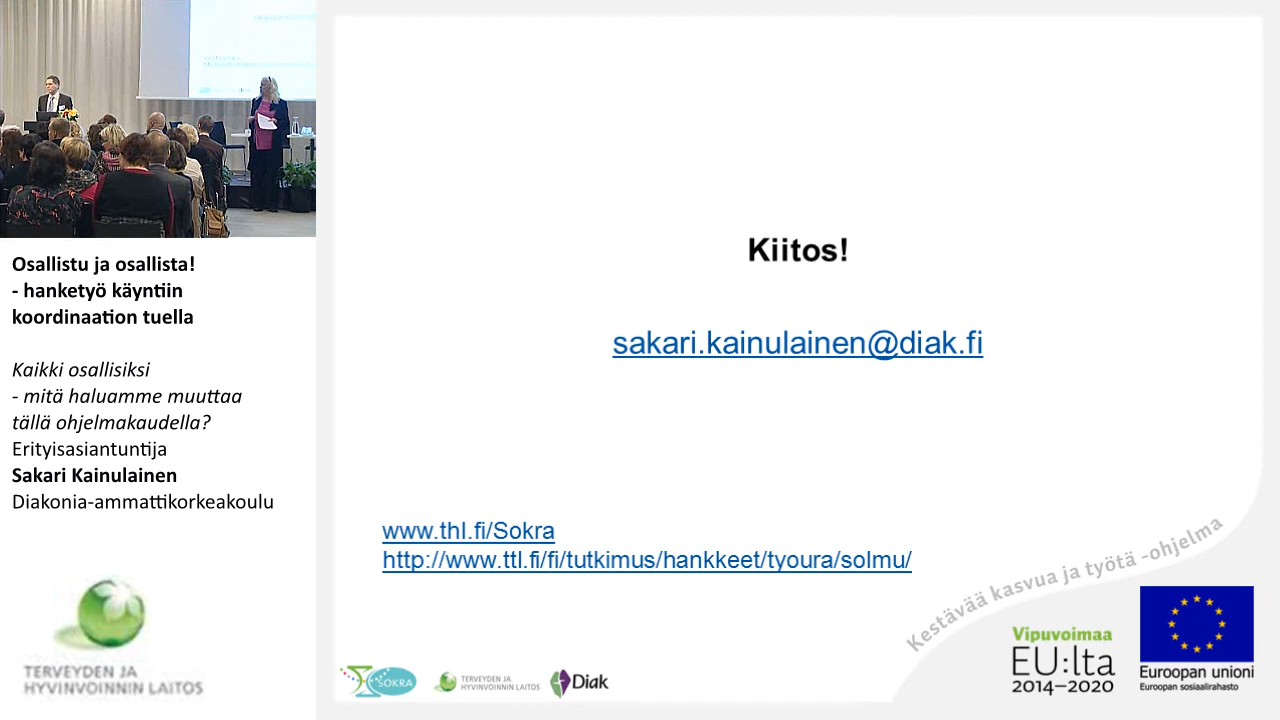 Osallistu ja osallista!
- hanketyö käyntiin
koordinaation tuella
Kaikki osallisiksi
- mitä haluamme muuttaa
tällä ohjelmakaudella?
Erityisasiantuntija
Sakari Kainulainen
Diakonia-ammattikorkeakoulu
TERVEYDEN JA
HYVINVOINNIN LAITOS
Kiitos!
sakari.kainulainen@diak.fi
www.thl.fi/Sokra
http://www.ttl.fi/fi/tutkimus/hankkeet/tyoura/solmu/
SOKRA
TERVEYDEN JA
HYVINVOINNIN LAITOS
Diak
Kestävää kasvua ja työtä -ohjelma
Vipuvoimaa
EU:lta
2014–2020
Euroopan unioni
Euroopan sosiaalirahasto